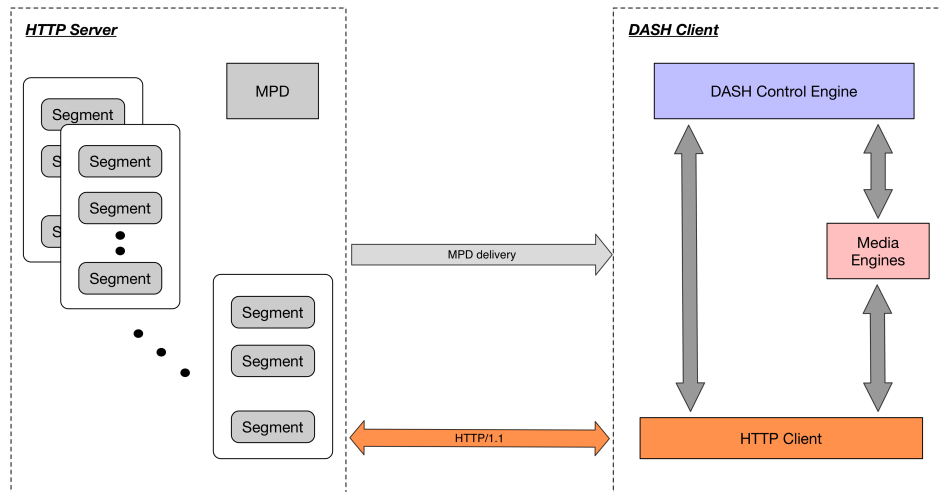 HTTP Server
MPD
Segment
S
S
Segment
Segment
Segment
Segment
Segment
Segment
MPD delivery
HTTP/1.1
DASH Client
DASH Control Engine
Media
Engines
HTTP Client